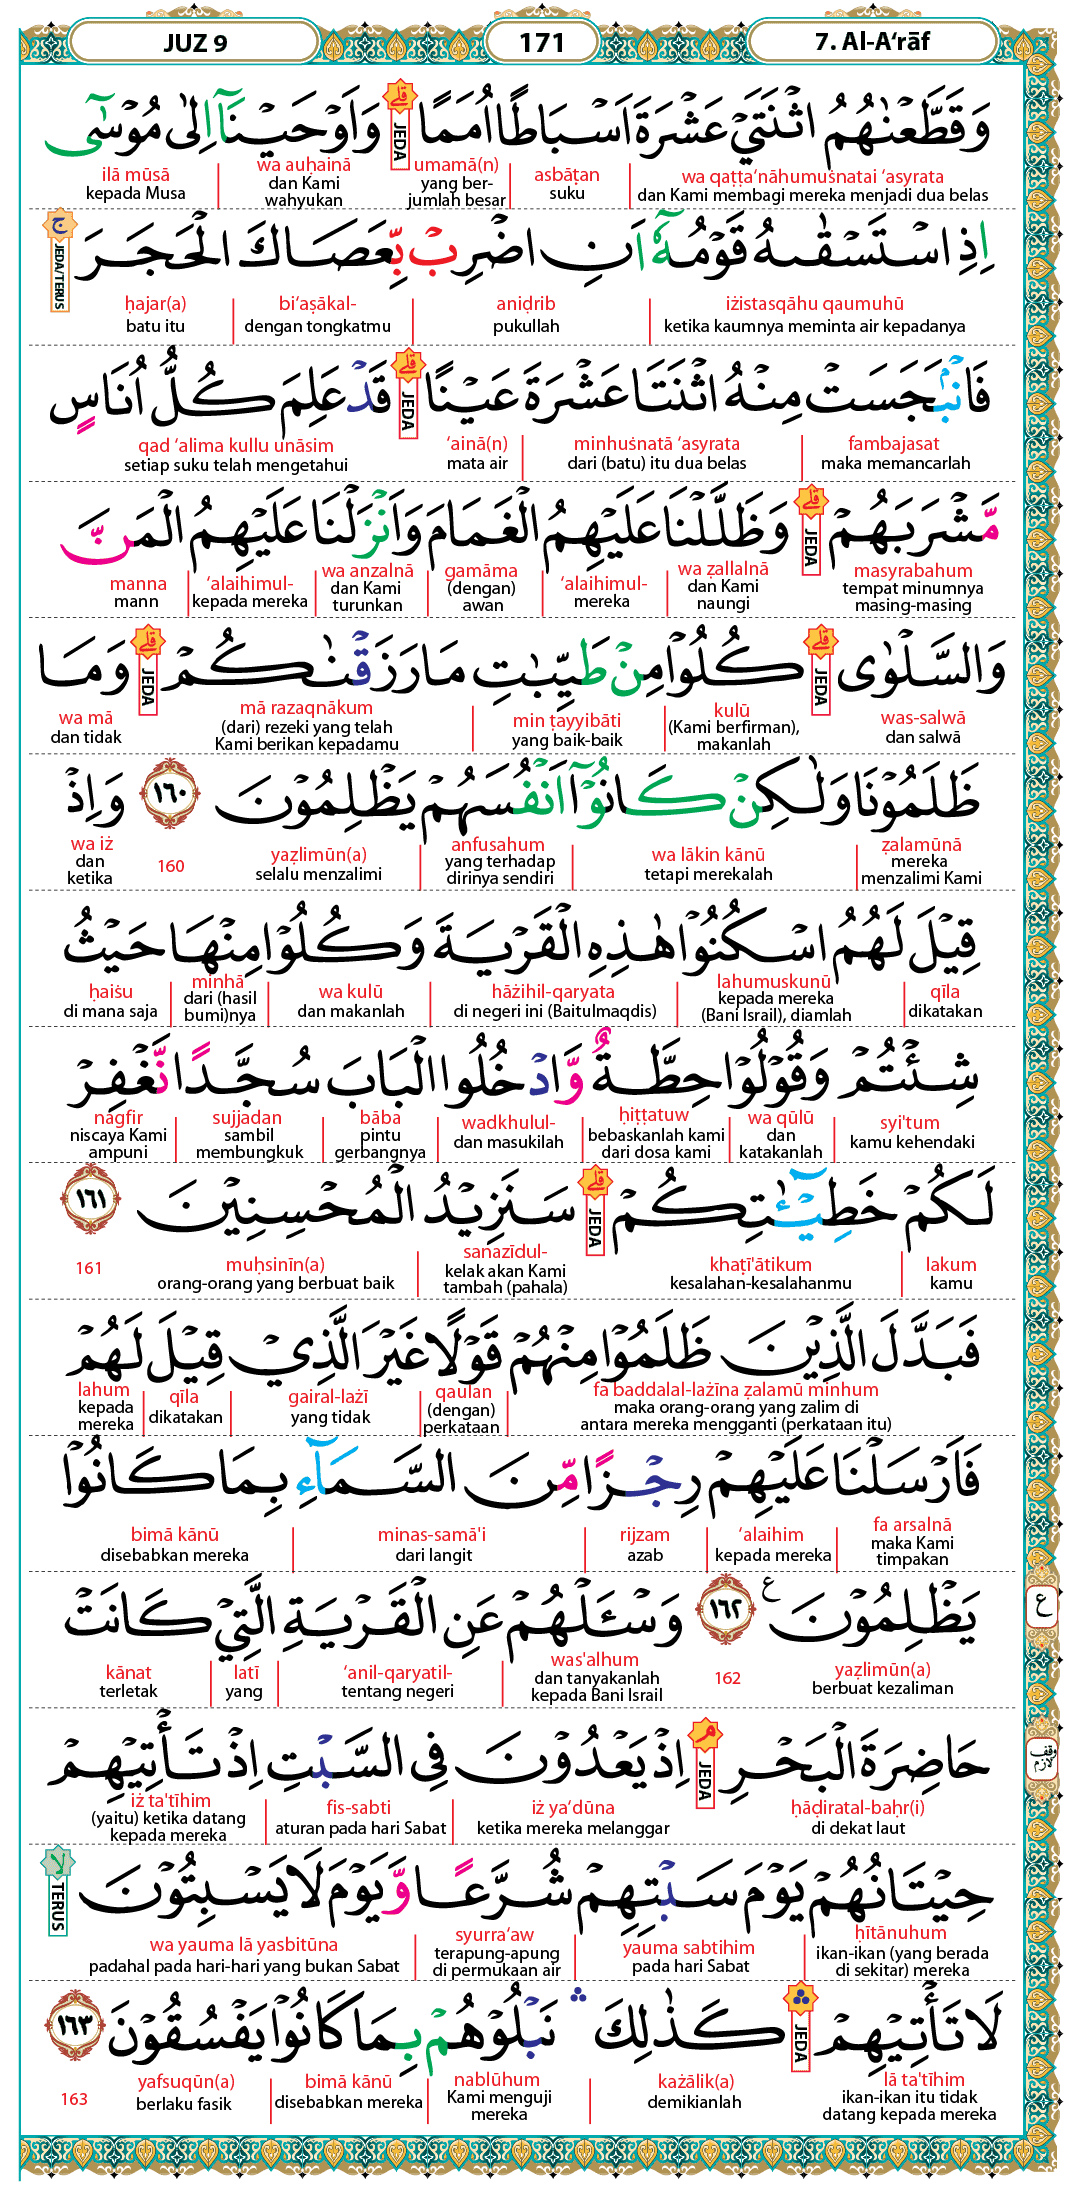 JUZ 9
171
7. Al-A‘rāf
وَقَطَّعْنٰهُمُ اثْنَتَيْ عَشْرَةَ اَسْبَاطًا اُمَمًا ۗ وَاَوْحَيْنَآ اِلٰى مُوْسٰىٓ
wa qaṭṭa‘nāhumuṡnatai ‘asyrata asbāṭan umamā(n) JEDA wa auḥainā ilā mūsā
dan Kami membagi mereka menjadi dua belas suku yang ber-jumlah besar dan Kami wahyukan kepada Musa
اِذِ اسْتَسْقٰىهُ قَوْمُهٗٓ اَنِ اضْرِبْ بِّعَصَاكَ الْحَجَرَ ۚ
iżistasqāhu qaumuhū aniḍrib bi‘aṣākal- ḥajar(a) JEDA/TERUS
ketika kaumnya meminta air kepadanya pukullah dengan tongkatmu batu itu
فَانْۢبَجَسَتْ مِنْهُ اثْنَتَا عَشْرَةَ عَيْنًا ۗ قَدْ عَلِمَ كُلُّ اُنَاسٍ
fambajasat minhuṡnatā ‘asyrata ‘ainā(n) JEDA qad ‘alima kullu unāsim
maka memancarlah dari (batu) itu dua belas mata air setiap suku telah mengetahui
مَّشْرَبَهُمْ ۗ وَظَلَّلْنَا عَلَيْهِمُ الْغَمَامَ وَاَنْزَلْنَا عَلَيْهِمُ الْمَنَّ
masyrabahum JEDA wa ẓallalnā ‘alaihimul- gamāma wa anzalnā ‘alaihimul- manna
tempat minumnya masing-masing dan Kami naungi mereka (dengan) awan dan Kami turunkan kepada mereka mann
وَالسَّلْوٰى ۗ كُلُوْا مِنْ طَيِّبٰتِ مَا رَزَقْنٰكُمْ ۗ وَمَا
was-salwā JEDA kulū min ṭayyibāti mā razaqnākum JEDA wa mā
dan salwā (Kami berfirman), makanlah yang baik-baik (dari) rezeki yang telah Kami berikan kepadamu dan tidak
ظَلَمُوْنَا وَلٰكِنْ كَانُوْٓا اَنْفُسَهُمْ يَظْلِمُوْنَ ١٦٠ وَاِذْ
ẓalamūnā wa lākin kānū anfusahum yaẓlimūn(a) 160 wa iż
mereka menzalimi Kami tetapi merekalah yang terhadap dirinya sendiri selalu menzalimi dan ketika
قِيْلَ لَهُمُ اسْكُنُوْا هٰذِهِ الْقَرْيَةَ وَكُلُوْا مِنْهَا حَيْثُ
qīla lahumuskunū hāżihil-qaryata wa kulū minhā ḥaiṡu
dikatakan kepada mereka (Bani Israil), diamlah di negeri ini (Baitulmaqdis) dan makanlah dari (hasil bumi)nya di mana saja
شِئْتُمْ وَقُوْلُوْا حِطَّةٌ وَّادْخُلُوا الْبَابَ سُجَّدًا نَّغْفِرْ
syi'tum wa qūlū ḥiṭṭatuw wadkhulul- bāba sujjadan nagfir
kamu kehendaki dan katakanlah bebaskanlah kami dari dosa kami dan masukilah pintu gerbangnya sambil membungkuk niscaya Kami ampuni
لَكُمْ خَطِيْۤـٰٔتِكُمْ ۗ سَنَزِيْدُ الْمُحْسِنِيْنَ ١٦١
lakum khaṭī'ātikum JEDA sanazīdul- muḥsinīn(a) 161
kamu kesalahan-kesalahanmu kelak akan Kami tambah (pahala) orang-orang yang berbuat baik
فَبَدَّلَ الَّذِيْنَ ظَلَمُوْا مِنْهُمْ قَوْلًا غَيْرَ الَّذِيْ قِيْلَ لَهُمْ
fa baddalal-lażīna ẓalamū minhum qaulan gairal-lażī qīla lahum
maka orang-orang yang zalim di antara mereka mengganti (perkataan itu) (dengan) perkataan yang tidak dikatakan kepada mereka
فَاَرْسَلْنَا عَلَيْهِمْ رِجْزًا مِّنَ السَّمَاۤءِ بِمَا كَانُوْا
fa arsalnā ‘alaihim rijzam minas-samā'i bimā kānū
maka Kami timpakan kepada mereka azab dari langit disebabkan mereka
يَظْلِمُوْنَ ࣖ ١٦٢ وَسْـَٔلْهُمْ عَنِ الْقَرْيَةِ الَّتِيْ كَانَتْ ع
yaẓlimūn(a) 162 was'alhum ‘anil-qaryatil- latī kānat
berbuat kezaliman dan tanyakanlah kepada Bani Israil tentang negeri yang terletak
حَاضِرَةَ الْبَحْرِ ۘ اِذْ يَعْدُوْنَ فِى السَّبْتِ اِذْ تَأْتِيْهِمْ وقف لازم
ḥāḍiratal-baḥr(i) JEDA iż ya‘dūna fis-sabti iż ta'tīhim
di dekat laut ketika mereka melanggar aturan pada hari Sabat (yaitu) ketika datang kepada mereka
حِيْتَانُهُمْ يَوْمَ سَبْتِهِمْ شُرَّعًا وَّيَوْمَ لَا يَسْبِتُوْنَ ۙ
ḥītānuhum yauma sabtihim syurra‘aw wa yauma lā yasbitūna TERUS
ikan-ikan (yang berada di sekitar) mereka pada hari Sabat terapung-apung di permukaan air padahal pada hari-hari yang bukan Sabat
لَا تَأْتِيْهِمْ ۛ كَذٰلِكَ ۛ نَبْلُوْهُمْ بِمَا كَانُوْا يَفْسُقُوْنَ ١٦٣
lā ta'tīhim JEDA każālik(a) nablūhum bimā kānū yafsuqūn(a) 163
ikan-ikan itu tidak datang kepada mereka demikianlah Kami menguji mereka disebabkan mereka berlaku fasik